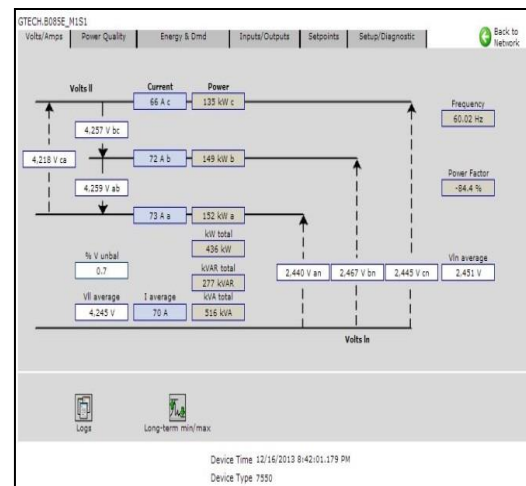 GTECH.B085E_M1S1
Volts/Amps Power Quality Energy & Dmd Inputs/Outputs Setpoints Setup/Diagnostic
Back to
Network
Volts ll Current Power
66 A c 135 kW c
Frequency
60.02 Hz
4,257 V bc
4,218 V ca
72 A b 149 kW b
Power Factor
-84.4 %
4,259 V ab
73 A a 152 kW a
kW total
436 kW
% V unbal
0.7
kVAR total
277 kVAR
2,440 V an 2,467 V bn 2,445 V cn
Vln average
2,451 V
Vll average I average kVA total
4,245 V 70 A 516 kVA
Volts ln
Logs Long-term min/max
Device Time 12/16/2013 8:42:01.179 PM
Device Type 7550